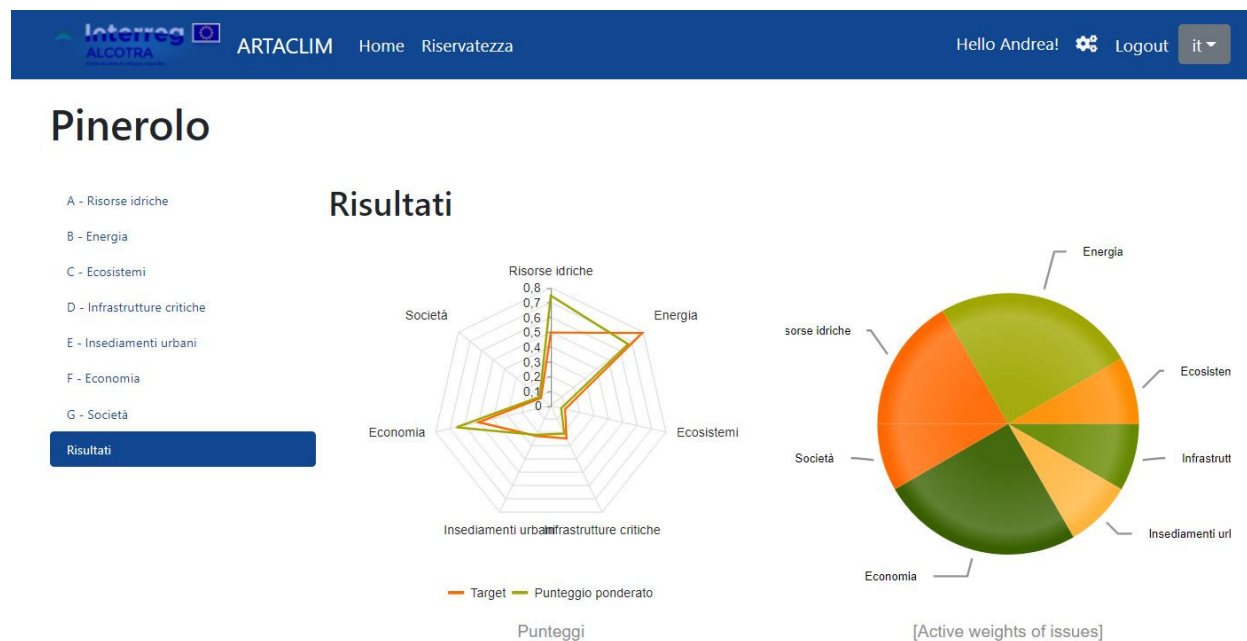 Interreg
ALCOTRA
ARTACLIM Home Riservatezza
Hello Andrea! Logout it
Pinerolo
A - Risorse idriche
B - Energia
C - Ecosistemi
D - Infrastrutture critiche
E - Insediamenti urbani
F - Economia
G - Società
Risultati
Risultati
Risorse idriche
0,8
0,7
0,6
0,5
0,4
0,3
0,2
0,1
0
Società
Energia
Economia
Ecosistemi
Insediamenti urbani
Infrastrutture critiche
Target
Punteggio ponderato
Punteggi
Energia
sorse idriche
Ecosistem
Società
Infrastrutt
Insediamenti url
Economia
[Active weights of issues]